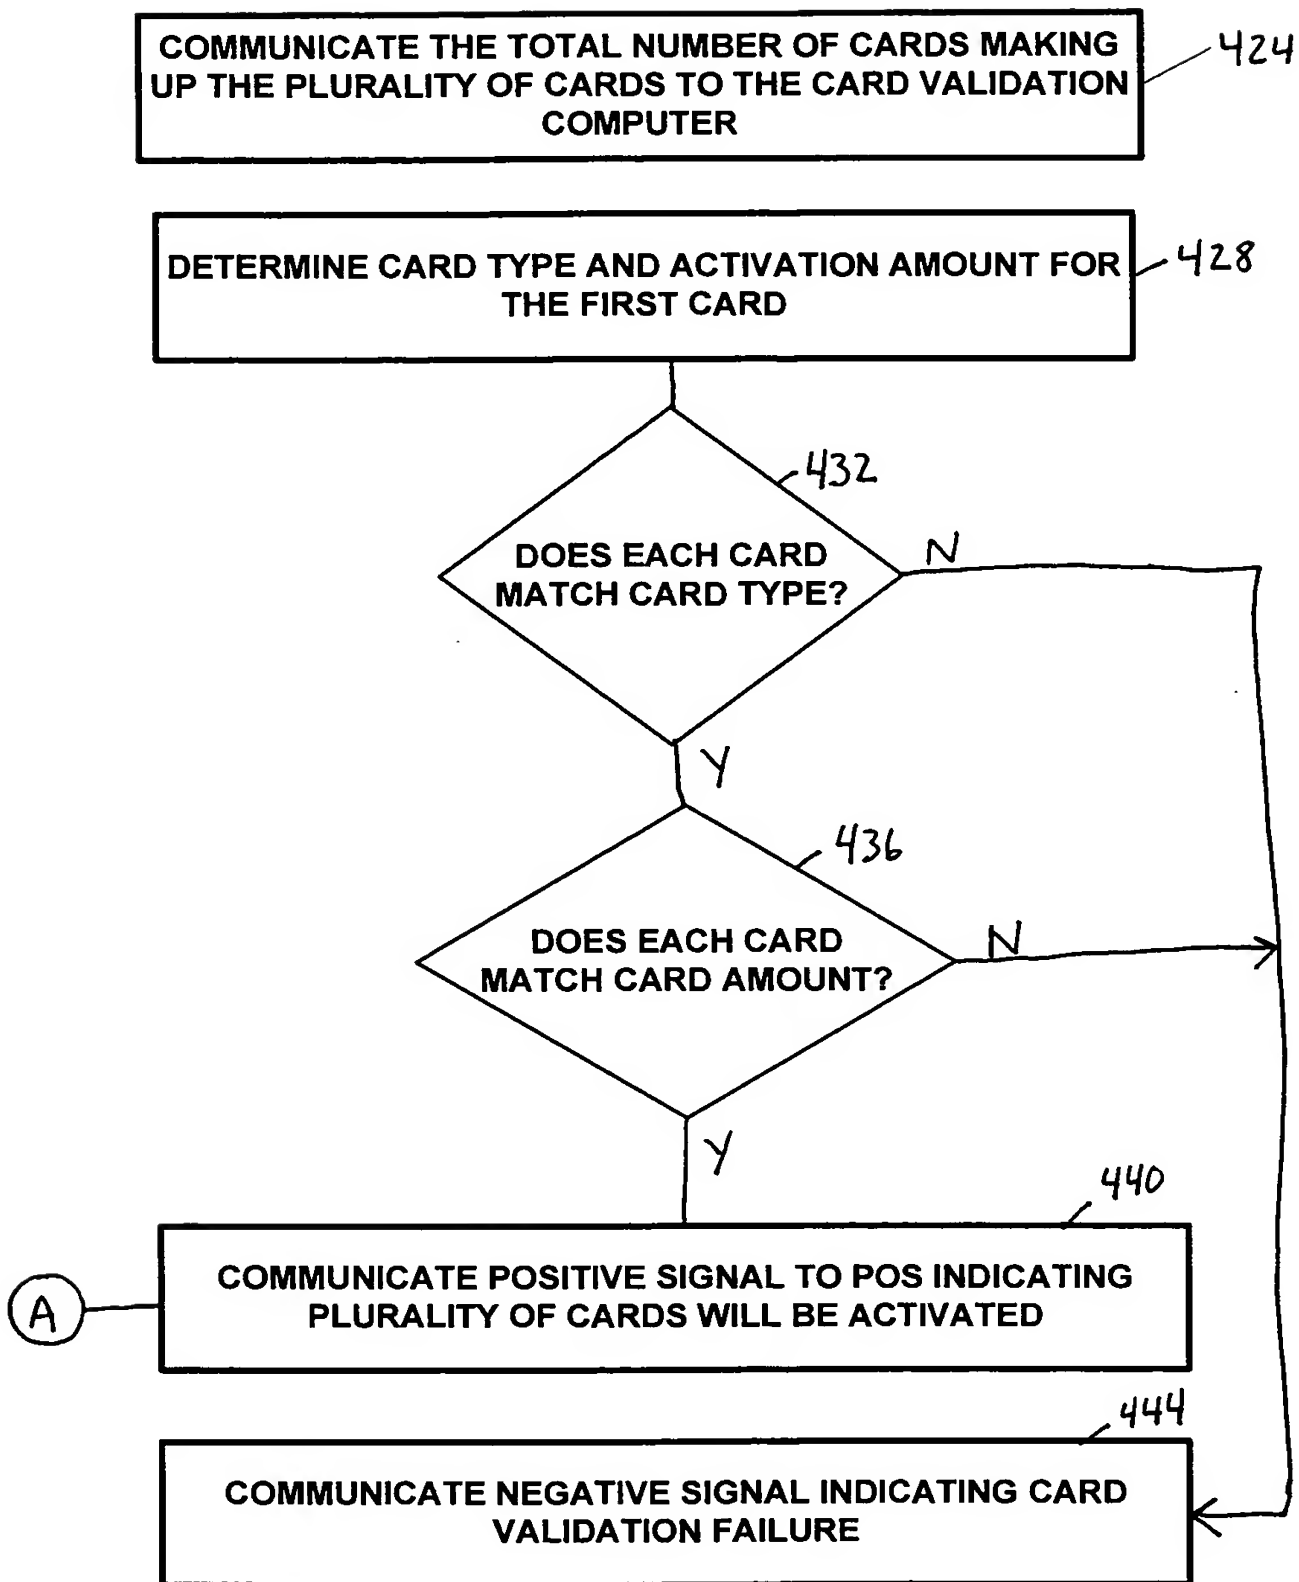 COMMUNICATE THE TOTAL NUMBER OF CARDS MAKING
UP THE PLURALITY OF CARDS TO THE CARD VALIDATION
COMPUTER
424
DETERMINE CARD TYPE AND ACTIVATION AMOUNT FOR
THE FIRST CARD
428
432
DOES EACH CARD
MATCH CARD TYPE?
N
Y
436
DOES EACH CARD
MATCH CARD AMOUNT?
N
Y
440
COMMUNICATE POSITIVE SIGNAL TO POS INDICATING
PLURALITY OF CARDS WILL BE ACTIVATED
A
444
COMMUNICATE NEGATIVE SIGNAL INDICATING CARD
VALIDATION FAILURE